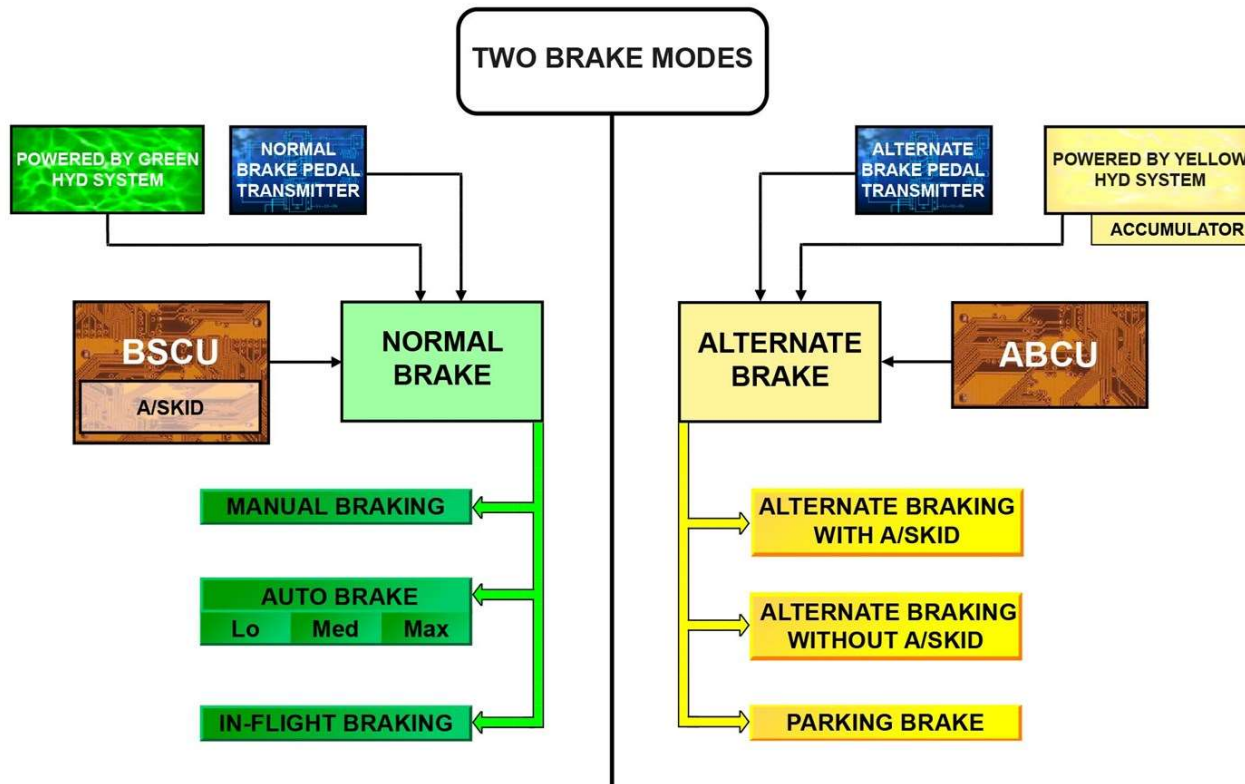 TWO BRAKE MODES
POWERED BY GREEN
HYD SYSTEM
NORMAL
BRAKE PEDAL
TRANSMITTER
ALTERNATE
BRAKE PEDAL
TRANSMITTER
POWERED BY YELLOW
HYD SYSTEM
ACCUMULATOR
BSCU
A/SKID
NORMAL
BRAKE
ALTERNATE
BRAKE
ABCU
MANUAL BRAKING
AUTO BRAKE
Lo Med Max
IN-FLIGHT BRAKING
ALTERNATE BRAKING
WITH A/SKID
ALTERNATE BRAKING
WITHOUT A/SKID
PARKING BRAKE